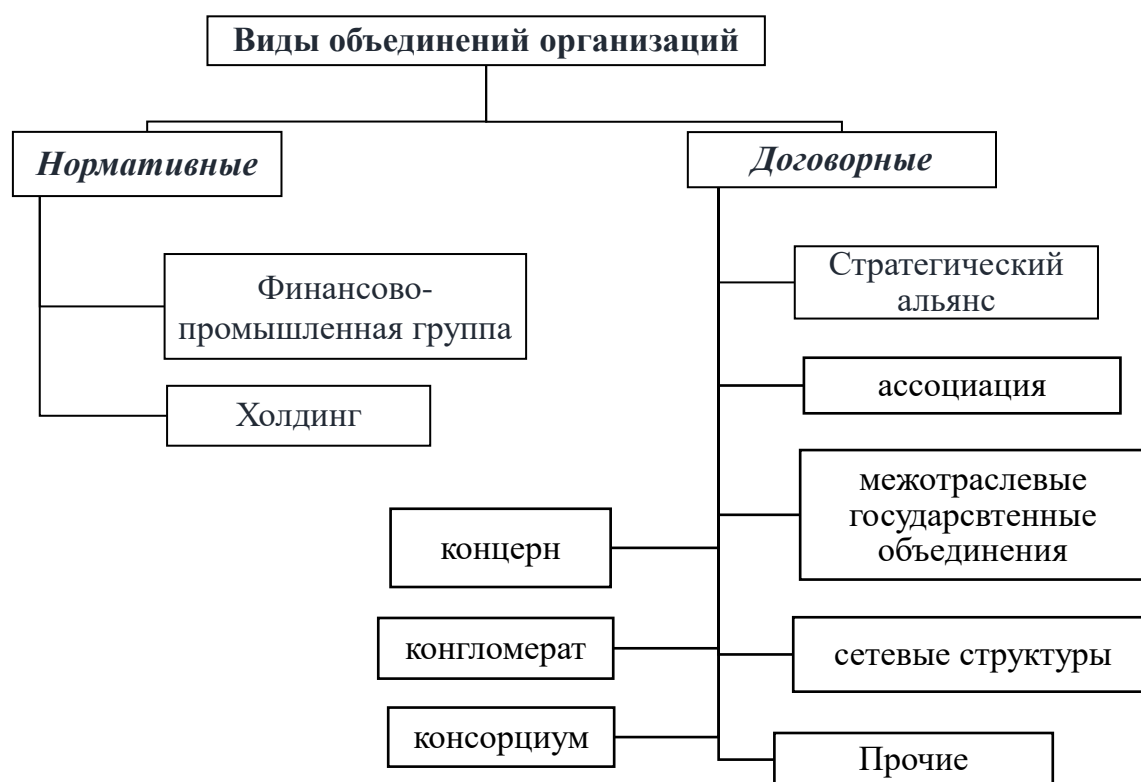 Виды объединений организаций
Нормативные
Договорные
Финансово-
промышленная группа
Холдинг
Стратегический
альянс
ассоциация
межотраслевые
государсвтенные
объединения
концерн
конгломерат
сетевые структуры
консорциум
Прочие